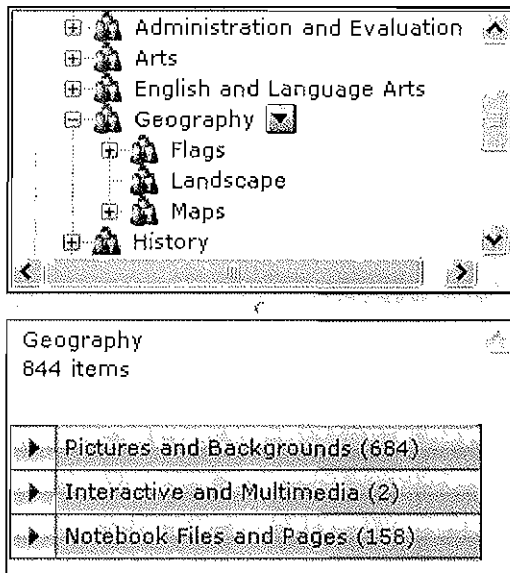 Administration and Evaluation
Arts
English and Language Arts
Geography
Flags
Landscape
Maps
History
Geography
844 items
Pictures and Backgrounds (684)
Interactive and Multimedia (2)
Notebook Files and Pages (158)